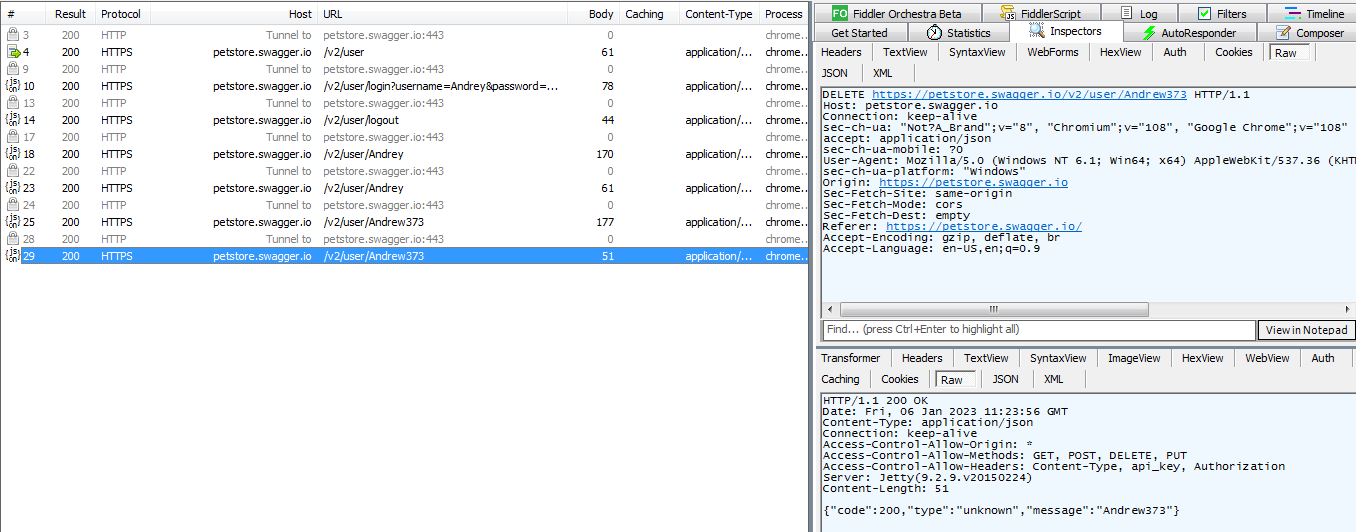 # Result Protocol Host URL Body Caching Content-Type Process
3 200 HTTP Tunnel to petstore.swagger.io:443 0 chrome..
4 200 HTTPS petstore.swagger.io /v2/user 61 application/... chrome..
9 200 HTTP Tunnel to petstore.swagger.io:443 0 chrome..
10 200 HTTPS petstore.swagger.io /v2/user/login?username=Andrey&password=... 78 application/... chrome..
13 200 HTTP Tunnel to petstore.swagger.io:443 0 chrome..
14 200 HTTPS petstore.swagger.io /v2/user/logout 44 application/... chrome..
17 200 HTTP Tunnel to petstore.swagger.io:443 0 chrome..
18 200 HTTPS petstore.swagger.io /v2/user/Andrey 170 application/... chrome..
22 200 HTTP Tunnel to petstore.swagger.io:443 0 chrome..
23 200 HTTPS petstore.swagger.io /v2/user/Andrey 61 application/... chrome..
24 200 HTTP Tunnel to petstore.swagger.io:443 0 chrome..
25 200 HTTPS petstore.swagger.io /v2/user/Andrew373 177 application/... chrome..
28 200 HTTP Tunnel to petstore.swagger.io:443 0 chrome..
29 200 HTTPS petstore.swagger.io /v2/user/Andrew373 51 application/... chrome..
FO Fiddler Orchestra Beta FiddlerScript Log Filters Timeline
Get Started Statistics Inspectors AutoResponder Composer
Headers TextView SyntaxView WebForms HexView Auth Cookies Raw
JSON XML
DELETE https://petstore.swagger.io/v2/user/Andrew373 HTTP/1.1
Host: petstore.swagger.io
Connection: keep-alive
sec-ch-ua: "Not?A_Brand";v="8", "Chromium";v="108", "Google Chrome";v="108"
accept: application/json
sec-ch-ua-mobile: ?0
User-Agent: Mozilla/5.0 (Windows NT 6.1; Win64; x64) AppleWebKit/537.36 (KHT
sec-ch-ua-platform: "Windows"
Origin: https://petstore.swagger.io
Sec-Fetch-Site: same-origin
Sec-Fetch-Mode: cors
Sec-Fetch-Dest: empty
Referer: https://petstore.swagger.io/
Accept-Encoding: gzip, deflate, br
Accept-Language: en-US,en;q=0.9
Find... (press Ctrl+Enter to highlight all) View in Notepad
Transformer Headers TextView SyntaxView ImageView HexView WebView Auth
Caching Cookies Raw JSON XML
HTTP/1.1 200 OK
Date: Fri, 06 Jan 2023 11:23:56 GMT
Content-Type: application/json
Connection: keep-alive
Access-Control-Allow-Origin: *
Access-Control-Allow-Methods: GET, POST, DELETE, PUT
Access-Control-Allow-Headers: Content-Type, api_key, Authorization
Server: Jetty(9.2.9.v20150224)
Content-Length: 51
{"code":200,"type":"unknown","message":"Andrew373"}